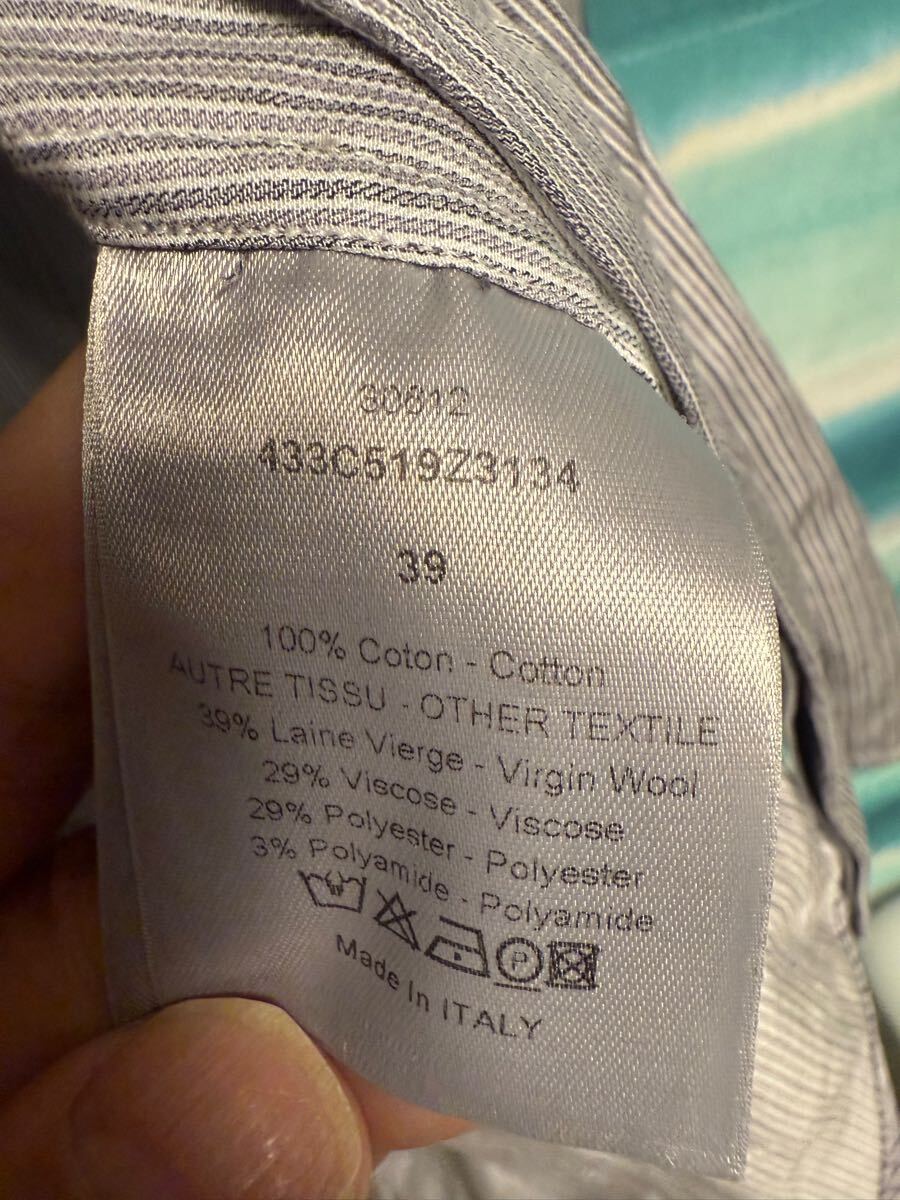 30612
433C519Z3134
39
100% Coton - Cotton
AUTRE TISSU - OTHER TEXTILE
39% Laine Vierge - Virgin Wool
29% Viscose - Viscose
29% Polyester - Polyester
3% Polyamide - Polyamide
P
Made In ITALY